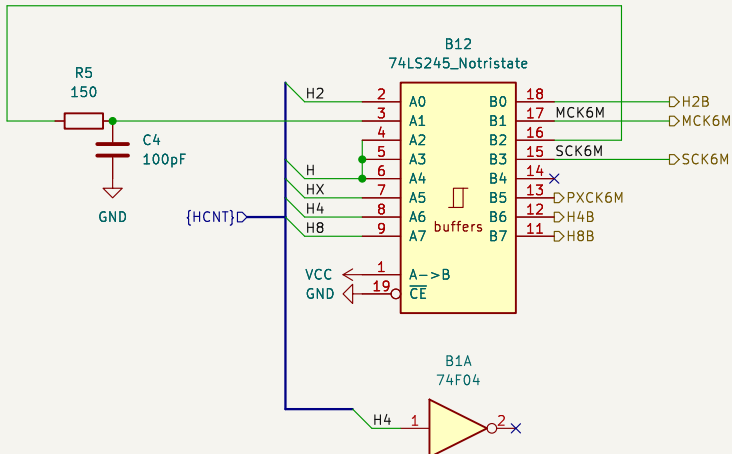 B12
74LS245_Notristate
R5
150
C4
100pF
GND
H2 2 A0 B0 18 H2B
3 A1 B1 17 MCK6M MCK6M
4 A2 B2 16
5 A3 B3 15 SCK6M SCK6M
H 6 A4 B4 14
HX 7 A5 B5 13 PXCK6M
{HCNT} H4 8 A6 B6 12 H4B
H8 9 A7 B7 11 H8B
buffers
VCC 1 A->B
GND 19 CE
B1A
74F04
H4 1 2